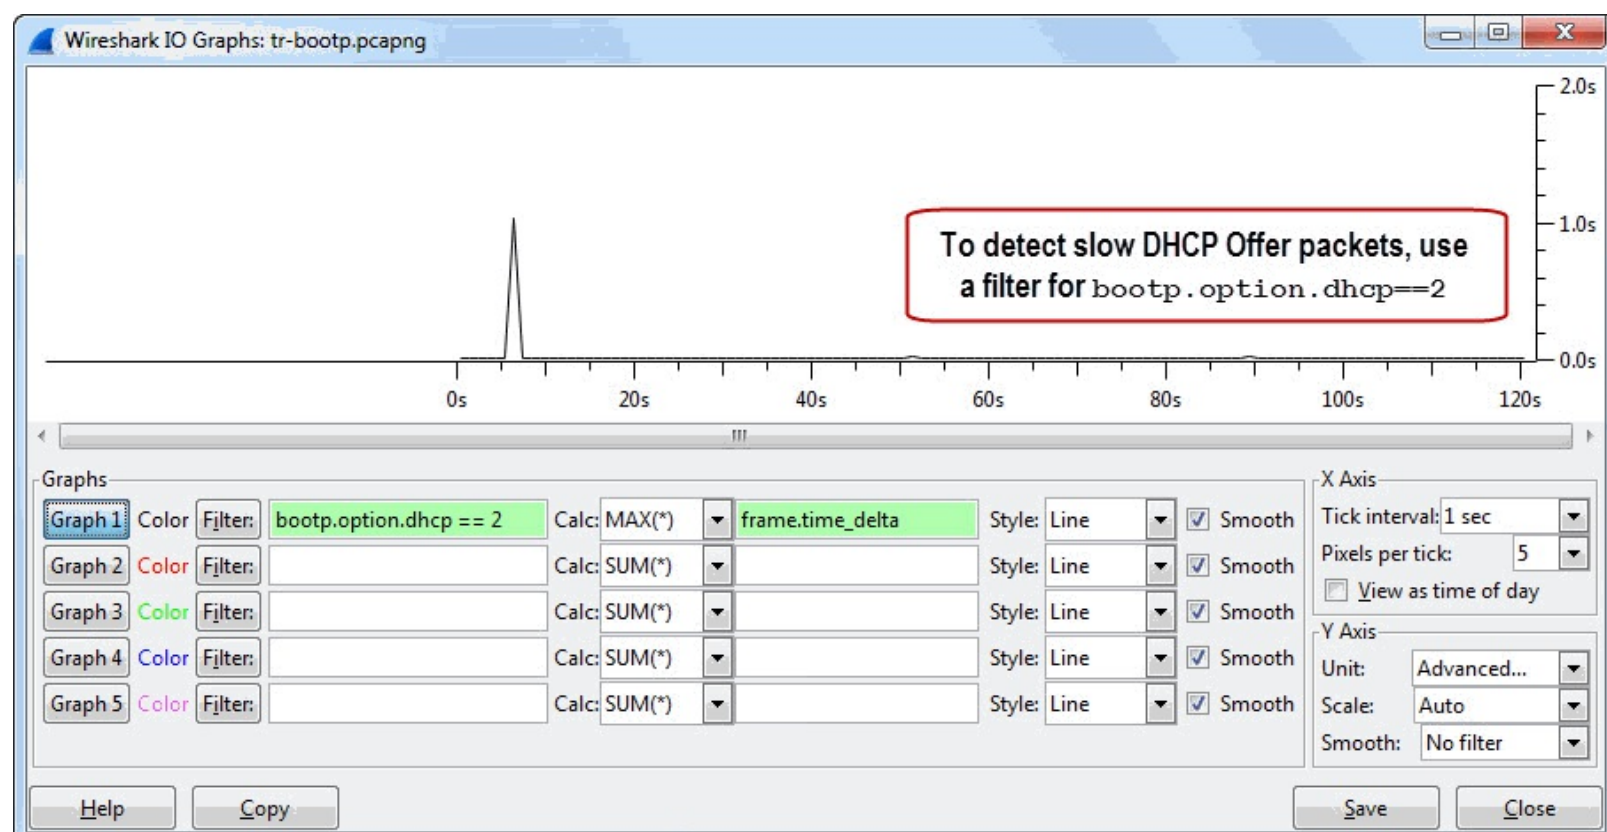 Wireshark IO Graphs: tr-bootp.pcapng
2.0s
To detect slow DHCP Offer packets, use
a filter for bootp.option.dhcp==2
1.0s
0.0s
0s 20s 40s 60s 80s 100s 120s
Graphs
Graph 1 Color Filter: bootp.option.dhcp == 2 Calc: MAX(*) frame.time_delta Style: Line Smooth
Graph 2 Color Filter: Calc: SUM(*) Style: Line Smooth
Graph 3 Color Filter: Calc: SUM(*) Style: Line Smooth
Graph 4 Color Filter: Calc: SUM(*) Style: Line Smooth
Graph 5 Color Filter: Calc: SUM(*) Style: Line Smooth
X Axis
Tick interval: 1 sec
Pixels per tick: 5
View as time of day
Y Axis
Unit: Advanced...
Scale: Auto
Smooth: No filter
Help Copy Save Close